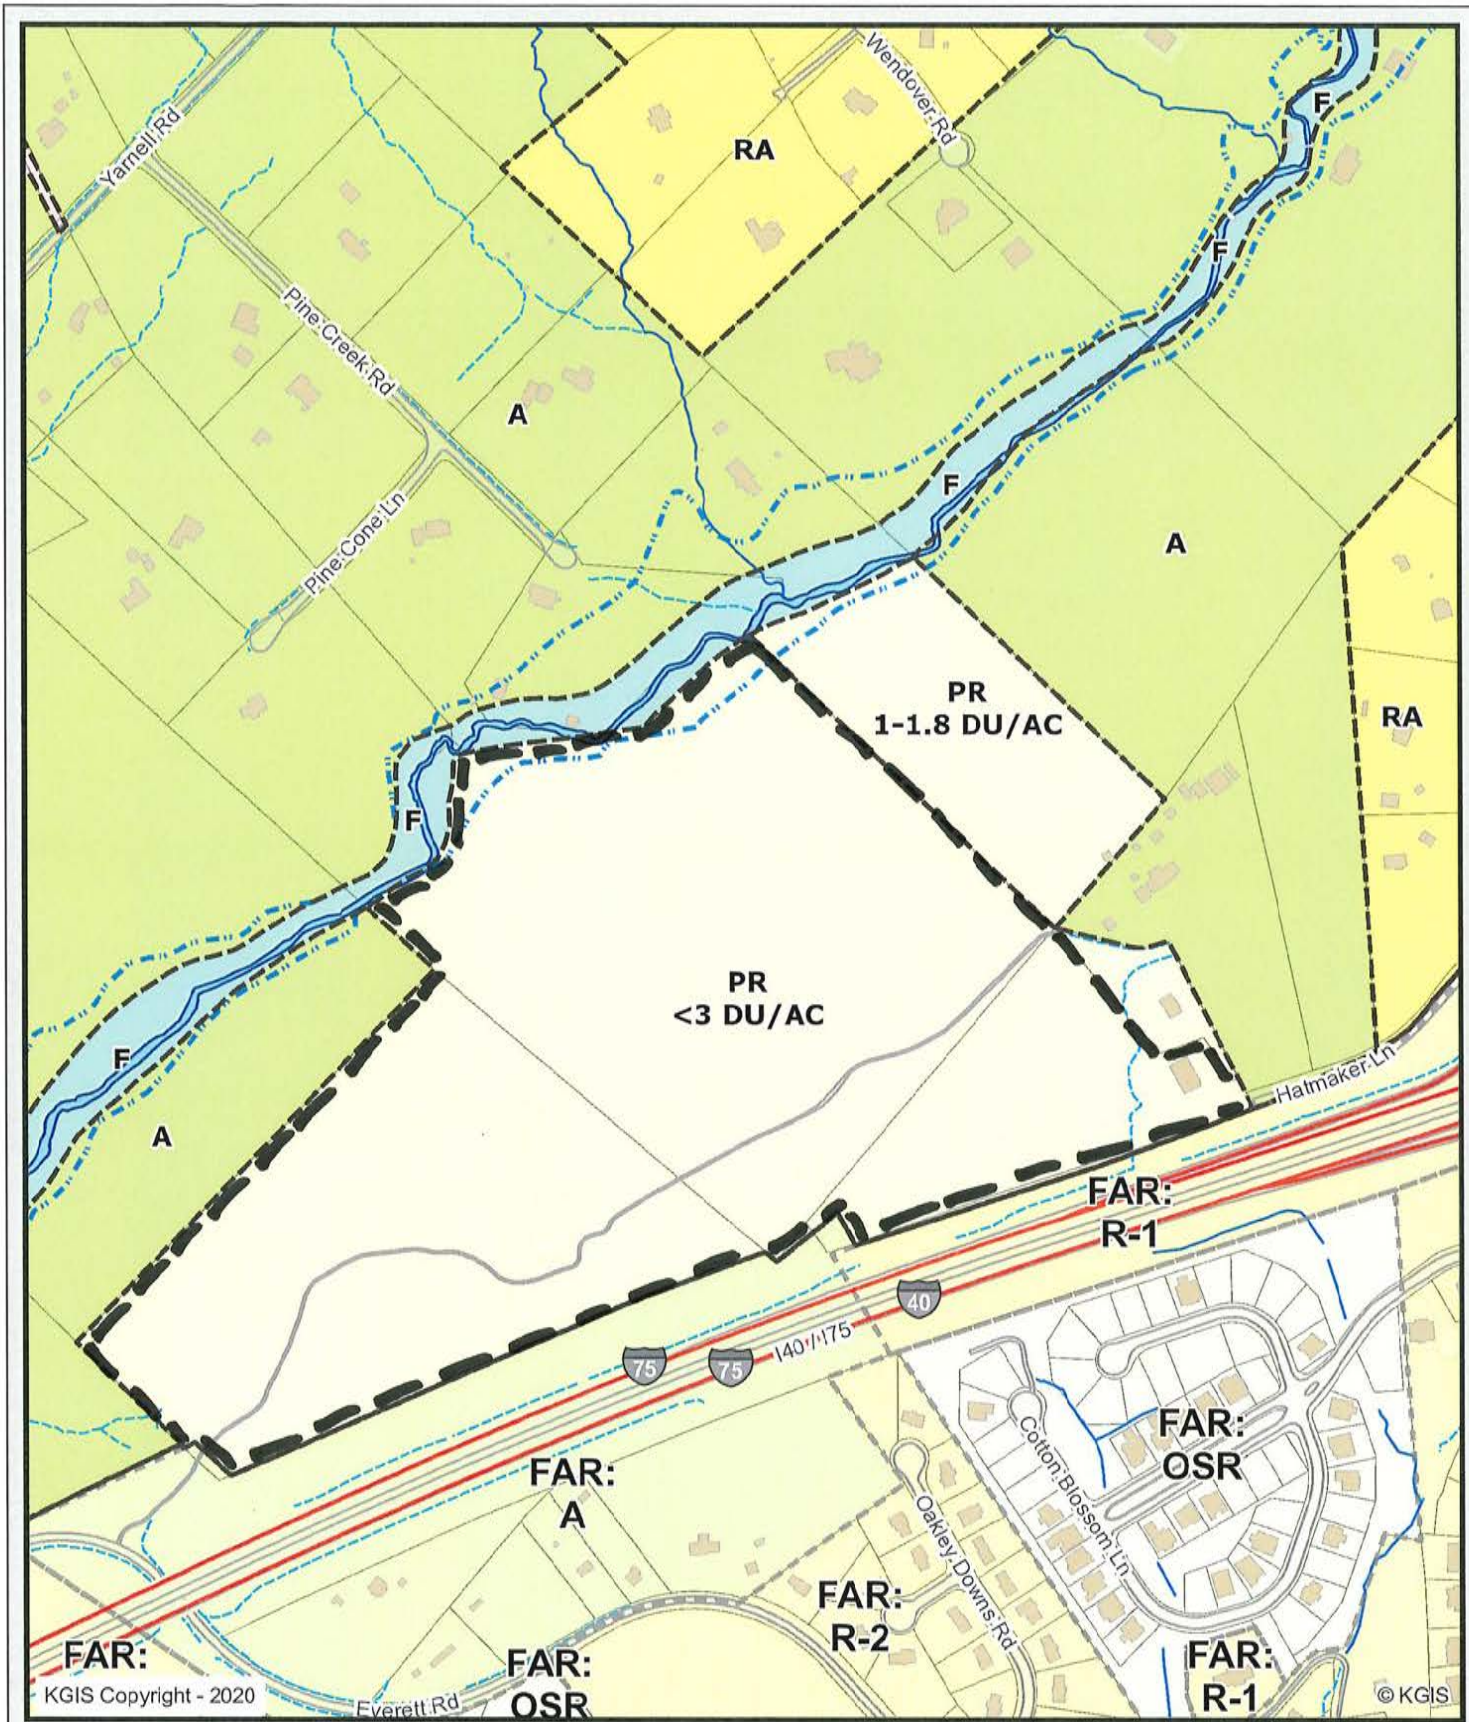 Wendover Rd
F
Yarnell Rd
RA
F
Pine Creek Rd
A
F
Pine Cone Ln
A
PR
1-1.8 DU/AC
RA
F
PR
<3 DU/AC
F
A
Hatmaker Ln
FAR:
R-1
40
75
75
I40 / I75
FAR:
OSR
Cotton Blossom Ln
FAR:
A
Oakley Downs Rd
FAR:
R-2
FAR:
FAR:
OSR
FAR:
R-1
Everett Rd
KGIS Copyright - 2020
© KGIS